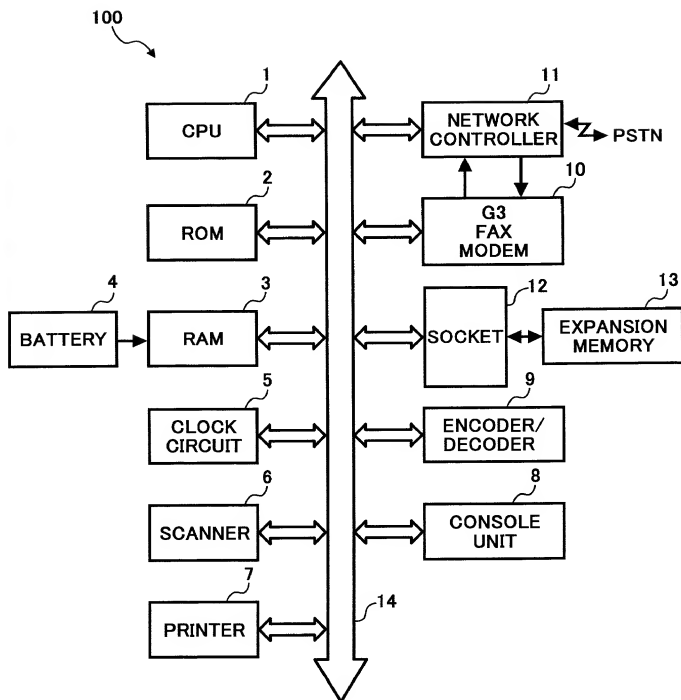 100
1
CPU
2
ROM
3
RAM
4
BATTERY
5
CLOCK
CIRCUIT
6
SCANNER
7
PRINTER
11
NETWORK
CONTROLLER
PSTN
10
G3
FAX
MODEM
12
SOCKET
13
EXPANSION
MEMORY
9
ENCODER/
DECODER
8
CONSOLE
UNIT
14